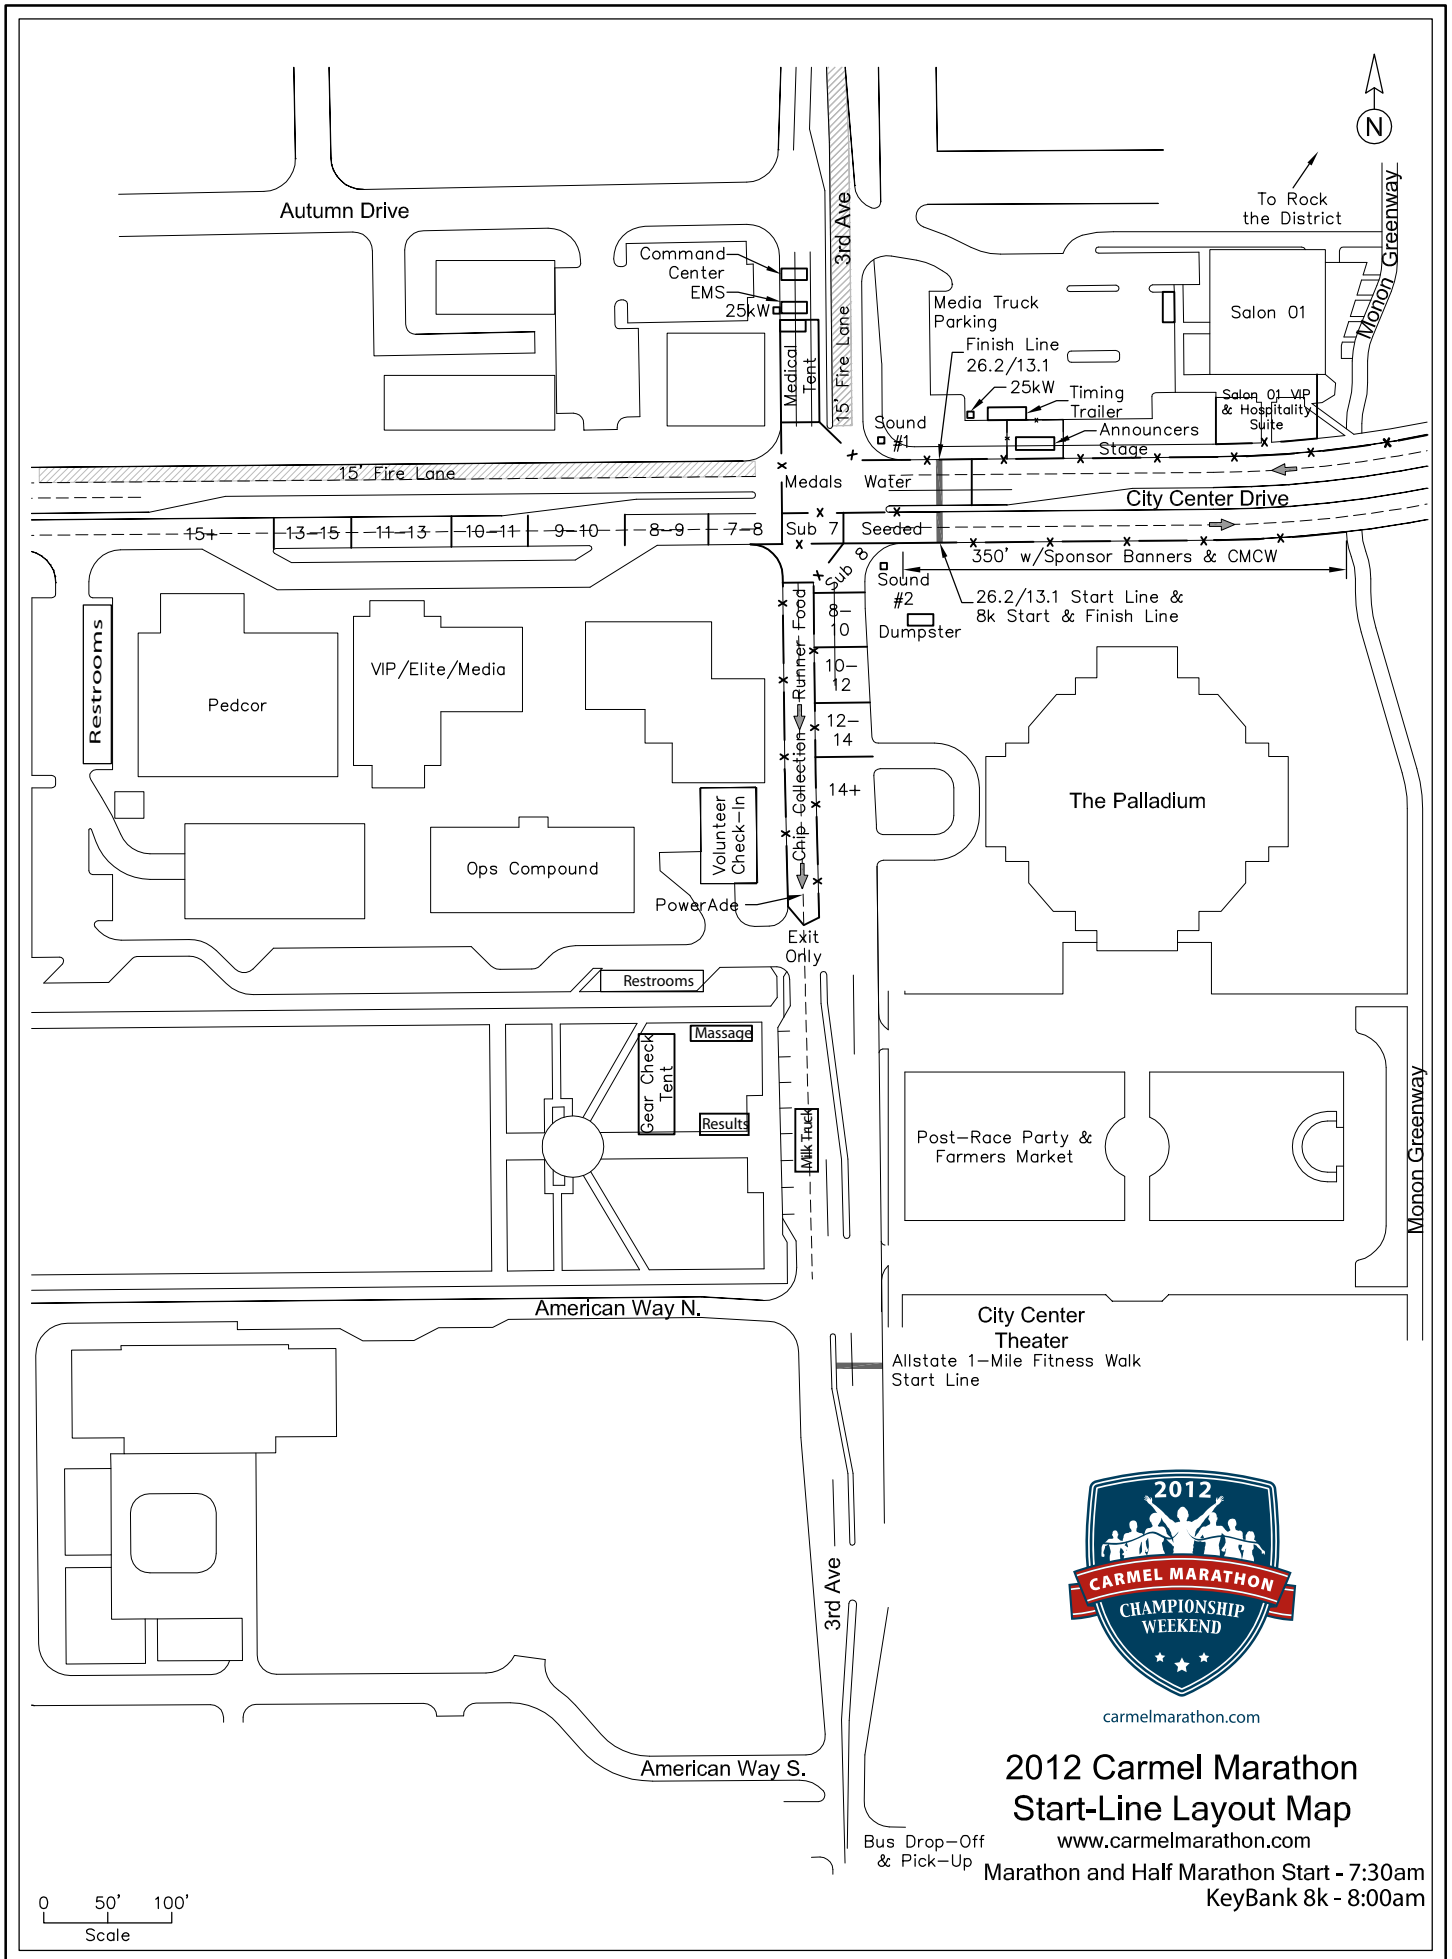 N
To Rock
the District
Monon Greenway
Autumn Drive
3rd Ave
Command
Center
EMS
25kW
15' Fire Lane
Medical
Tent
Media Truck
Parking
Salon 01
Finish Line
26.2/13.1
25kW
Timing
Trailer
Salon 01 VIP
& Hospitality
Suite
Sound
#1
Announcers
Stage
15' Fire Lane
Medals
Water
City Center Drive
15+
13-15
11-13
10-11
9-10
8-9
7-8
Sub 7
Seeded
350' w/Sponsor Banners & CMCW
Sub 8
Sound
#2
26.2/13.1 Start Line &
8k Start & Finish Line
Dumpster
8-
10
10-
12
12-
14
14+
Runner Food
Chip Collection
Restrooms
Pedcor
VIP/Elite/Media
The Palladium
Volunteer
Check-In
Ops Compound
PowerAde
Exit
Only
Restrooms
Massage
Gear Check
Tent
Results
Milk Truck
Post-Race Party &
Farmers Market
Monon Greenway
American Way N.
City Center
Theater
Allstate 1-Mile Fitness Walk
Start Line
3rd Ave
2012
CARMEL MARATHON
CHAMPIONSHIP
WEEKEND
carmelmarathon.com
American Way S.
2012 Carmel Marathon
Start-Line Layout Map
www.carmelmarathon.com
Bus Drop-Off
& Pick-Up
Marathon and Half Marathon Start - 7:30am
KeyBank 8k - 8:00am
0 50' 100'
Scale